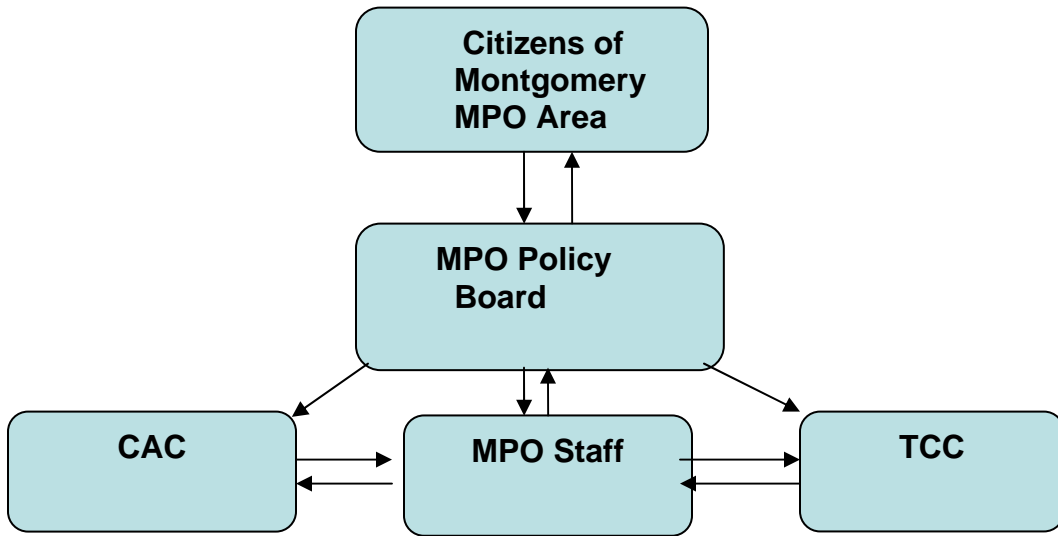 Citizens of
Montgomery
MPO Area
MPO Policy
Board
CAC
MPO Staff
TCC